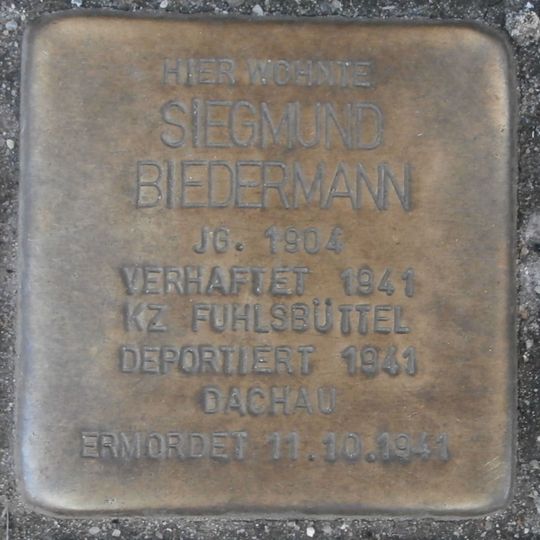 HIER WOHNTE
SIEGMUND
BIEDERMANN
JG. 1904
VERHAFTET 1941
KZ FUHLSBÜTTEL
DEPORTIERT 1941
DACHAU
ERMORDET 11.10.1941